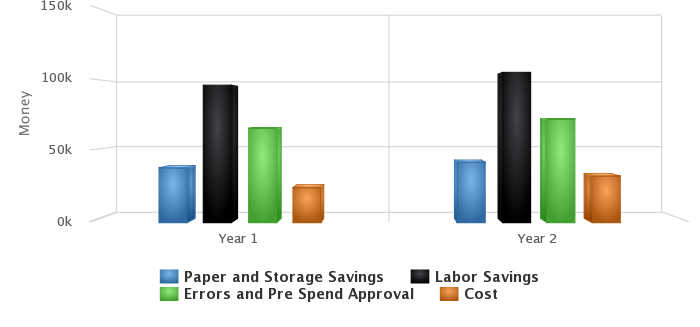 150k
100k
50k
0k
Money
Year 1 Year 2
Paper and Storage Savings Labor Savings
Errors and Pre Spend Approval Cost